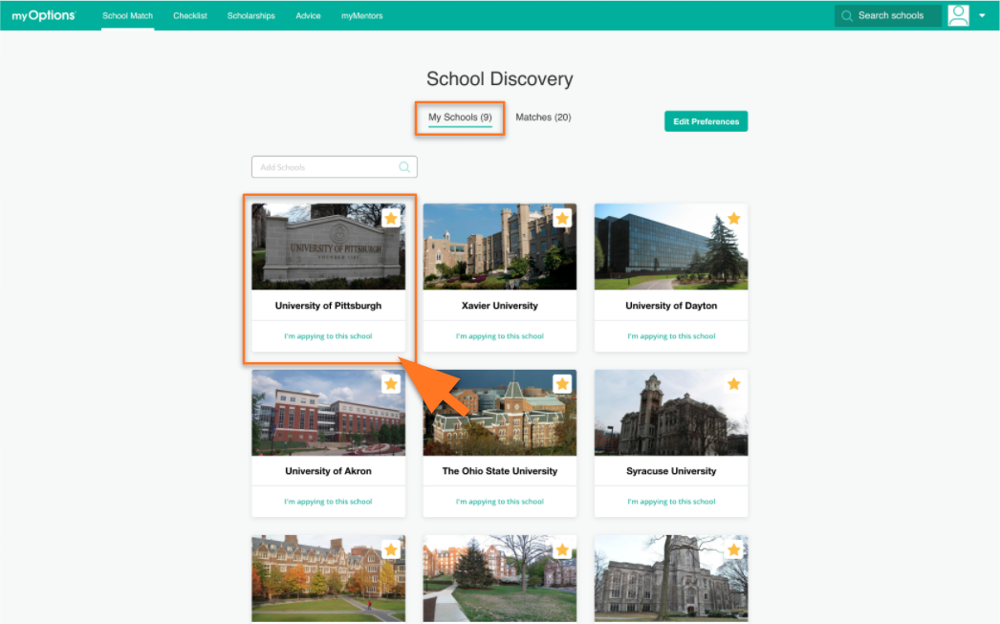 myOptions School Match Checklist Scholarships Advice myMentors Search schools
School Discovery
My Schools (9) Matches (20)
Edit Preferences
Add Schools
UNIVERSITY OF PITTSBURGH
University of Pittsburgh Xavier University University of Dayton
I'm appying to this school I'm appying to this school I'm appying to this school
University of Akron The Ohio State University Syracuse University
I'm appying to this school I'm appying to this school I'm appying to this school